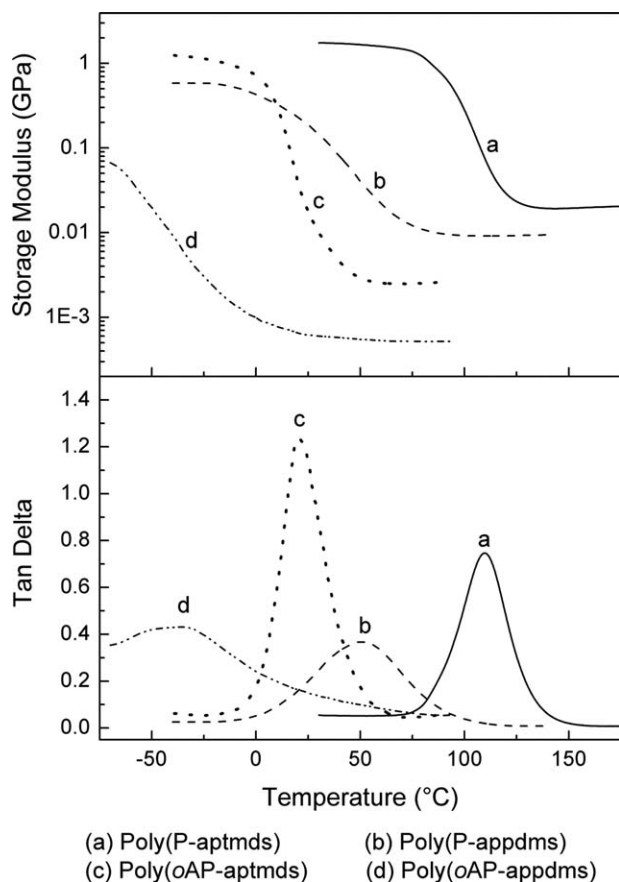 Storage Modulus (GPa)
1
0.1
0.01
1E-3
a
b
c
d
Tan Delta
1.4
1.2
1.0
0.8
0.6
0.4
0.2
0.0
c
a
d
b
-50 0 50 100 150
Temperature (°C)
(a) Poly(P-aptmds) (b) Poly(P-appdms)
(c) Poly(oAP-aptmds) (d) Poly(oAP-appdms)